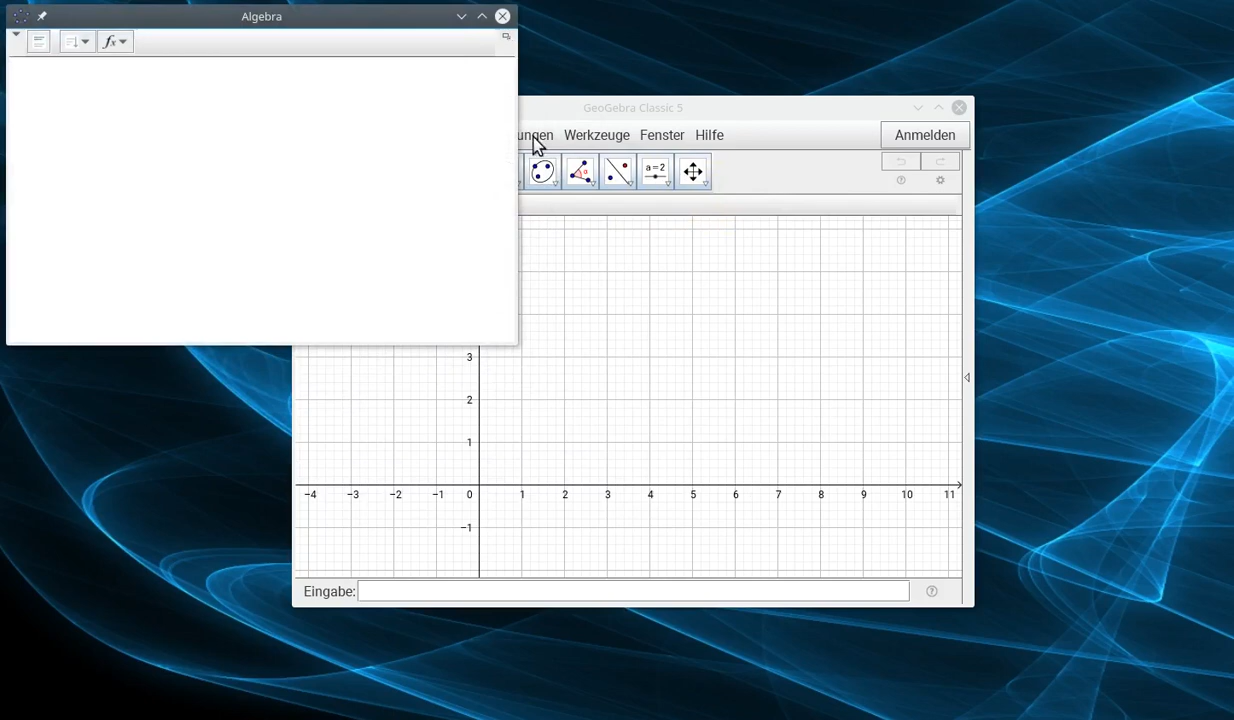 Algebra
fx
GeoGebra Classic 5
ungen Werkzeuge Fenster Hilfe
Anmelden
a=2
3
2
1
-4 -3 -2 -1 0 1 2 3 4 5 6 7 8 9 10 11
-1
Eingabe: